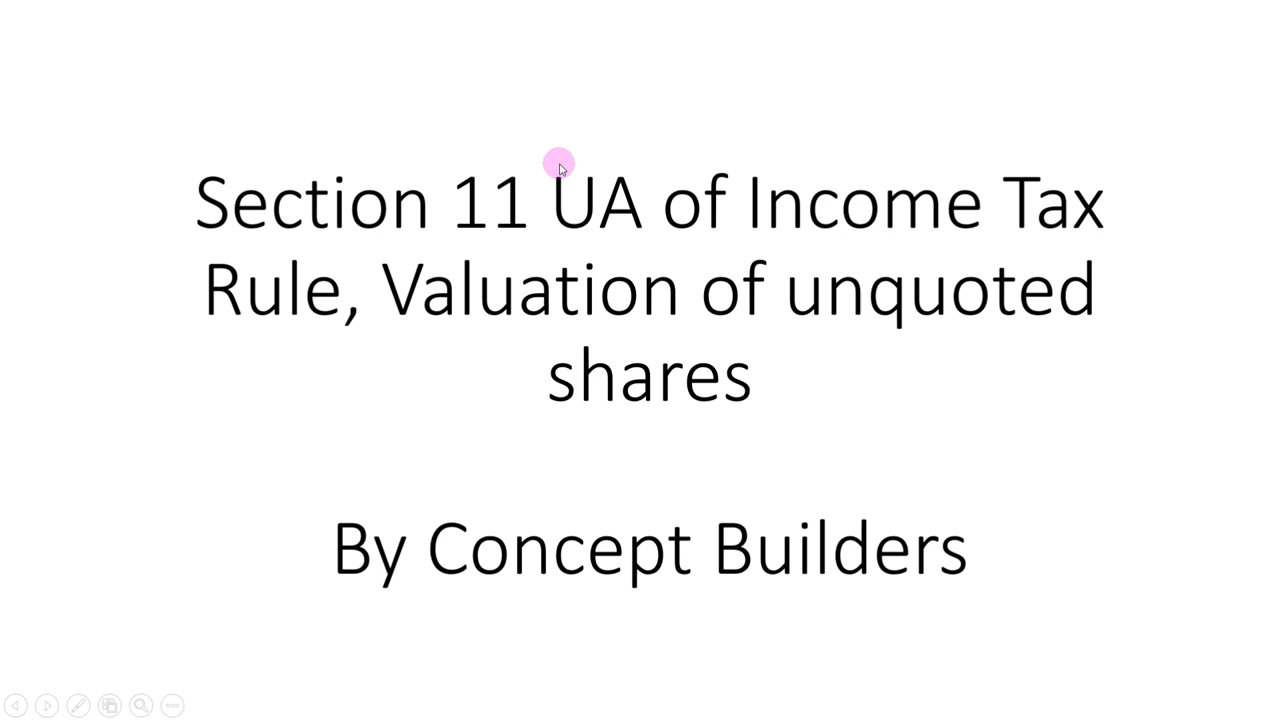 Section 11 UA of Income Tax
Rule, Valuation of unquoted
shares
By Concept Builders